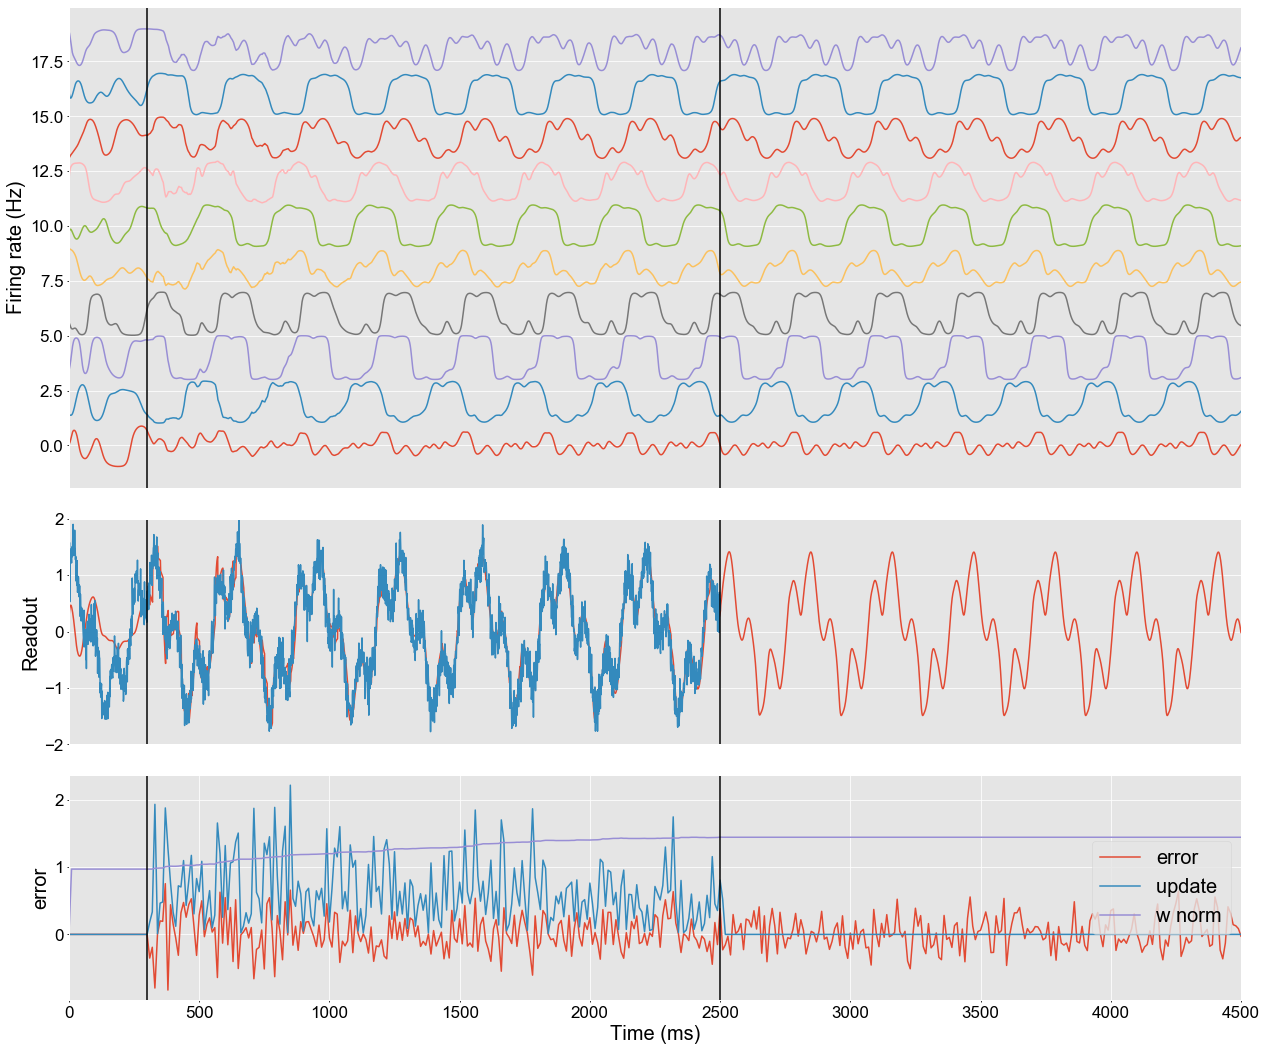 Firing rate (Hz)
17.5
15.0
12.5
10.0
7.5
5.0
2.5
0.0
Readout
2
1
0
−1
−2
error
2
1
0
error
update
w norm
0 500 1000 1500 2000 2500 3000 3500 4000 4500
Time (ms)